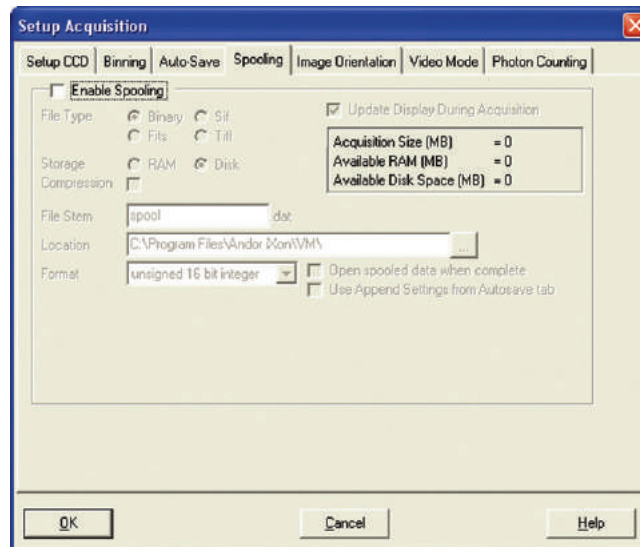 Setup Acquisition
Setup CCD Binning Auto-Save Spooling Image Orientation Video Mode Photon Counting
Enable Spooling
File Type Binary Sif
Fits Tiff
Update Display During Acquisition
Acquisition Size (MB) = 0
Available RAM (MB) = 0
Available Disk Space (MB) = 0
Storage RAM Disk
Compression
File Stem spool .dat
Location C:\Program Files\Andor iXon\VM\ ...
Format unsigned 16 bit integer
Open spooled data when complete
Use Append Settings from Autosave tab
OK Cancel Help